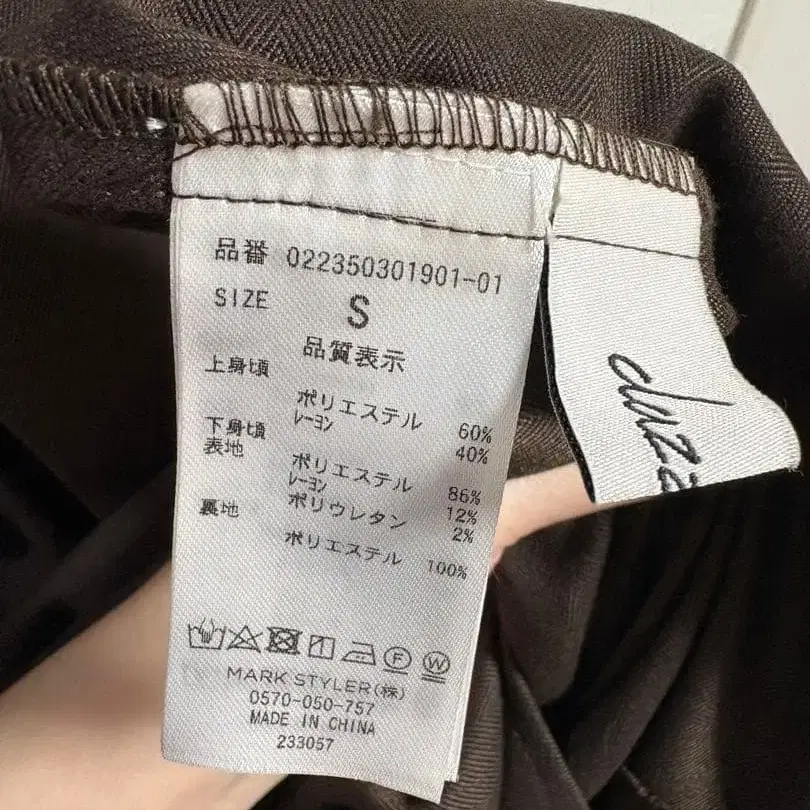 品番 022350301901-01
SIZE S
品質表示
上身頃
ポリエステル 60%
レーヨン 40%
下身頃
表地
ポリエステル 86%
レーヨン 12%
ポリウレタン 2%
裏地
ポリエステル 100%
F W
MARK STYLER(株)
0570-050-757
MADE IN CHINA
233057